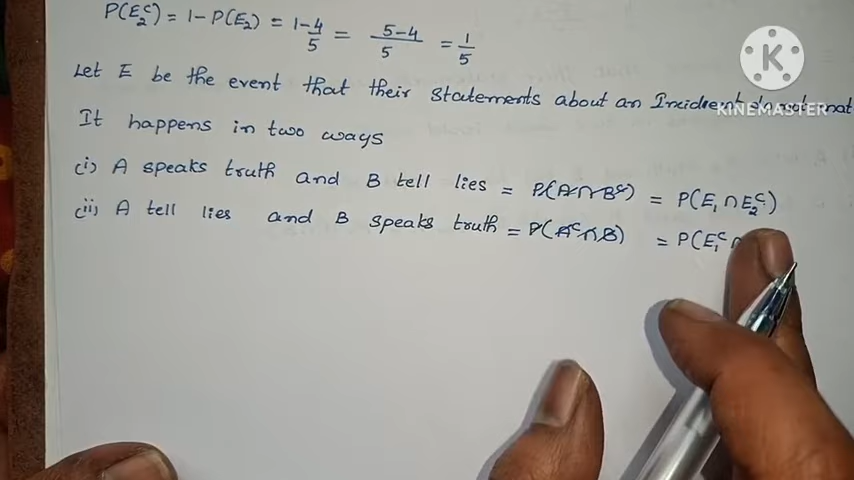 P(E₂ᶜ) = 1 - P(E₂) = 1 - 4/5 = 5-4/5 = 1/5
Let E be the event that their statements about an Incident do not
It happens in two ways
(i) A speaks truth and B tell lies = P(A∩Bᶜ) = P(E₁∩E₂ᶜ)
(ii) A tell lies and B speaks truth = P(Aᶜ∩B) = P(E₁ᶜ∩
K
KINEMASTER